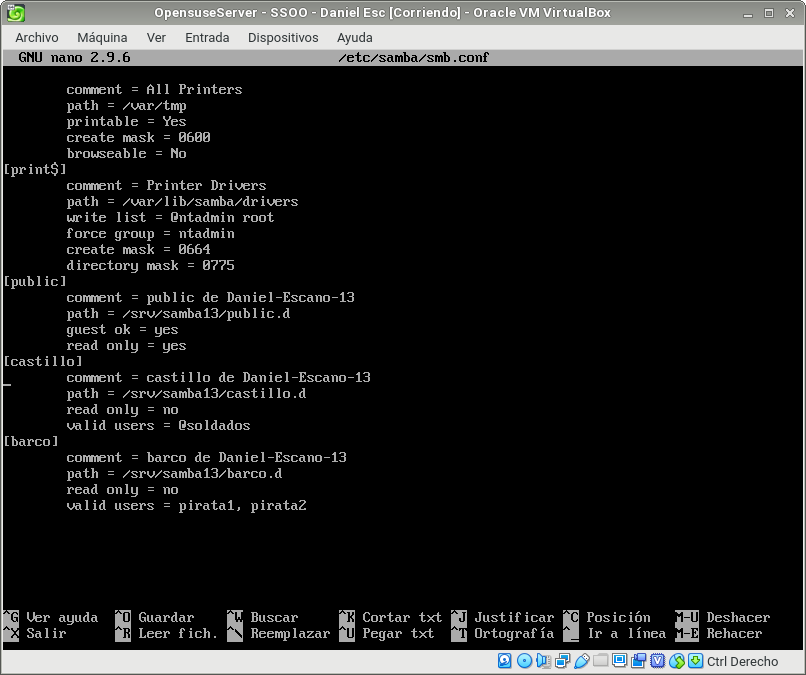 OpensuseServer - SSOO - Daniel Esc [Corriendo] - Oracle VM VirtualBox
Archivo Máquina Ver Entrada Dispositivos Ayuda
GNU nano 2.9.6 /etc/samba/smb.conf
comment = All Printers
path = /var/tmp
printable = Yes
create mask = 0600
browseable = No
[print$]
comment = Printer Drivers
path = /var/lib/samba/drivers
write list = @ntadmin root
force group = ntadmin
create mask = 0664
directory mask = 0775
[public]
comment = public de Daniel-Escano-13
path = /srv/samba13/public.d
guest ok = yes
read only = yes
[castillo]
comment = castillo de Daniel-Escano-13
path = /srv/samba13/castillo.d
read only = no
valid users = @soldados
[barco]
comment = barco de Daniel-Escano-13
path = /srv/samba13/barco.d
read only = no
valid users = pirata1, pirata2
^G Ver ayuda ^O Guardar ^W Buscar ^K Cortar txt ^J Justificar ^C Posición M-U Deshacer
^X Salir ^R Leer fich. ^\ Reemplazar ^U Pegar txt ^T Ortografía ^_ Ir a línea M-E Rehacer
Ctrl Derecho